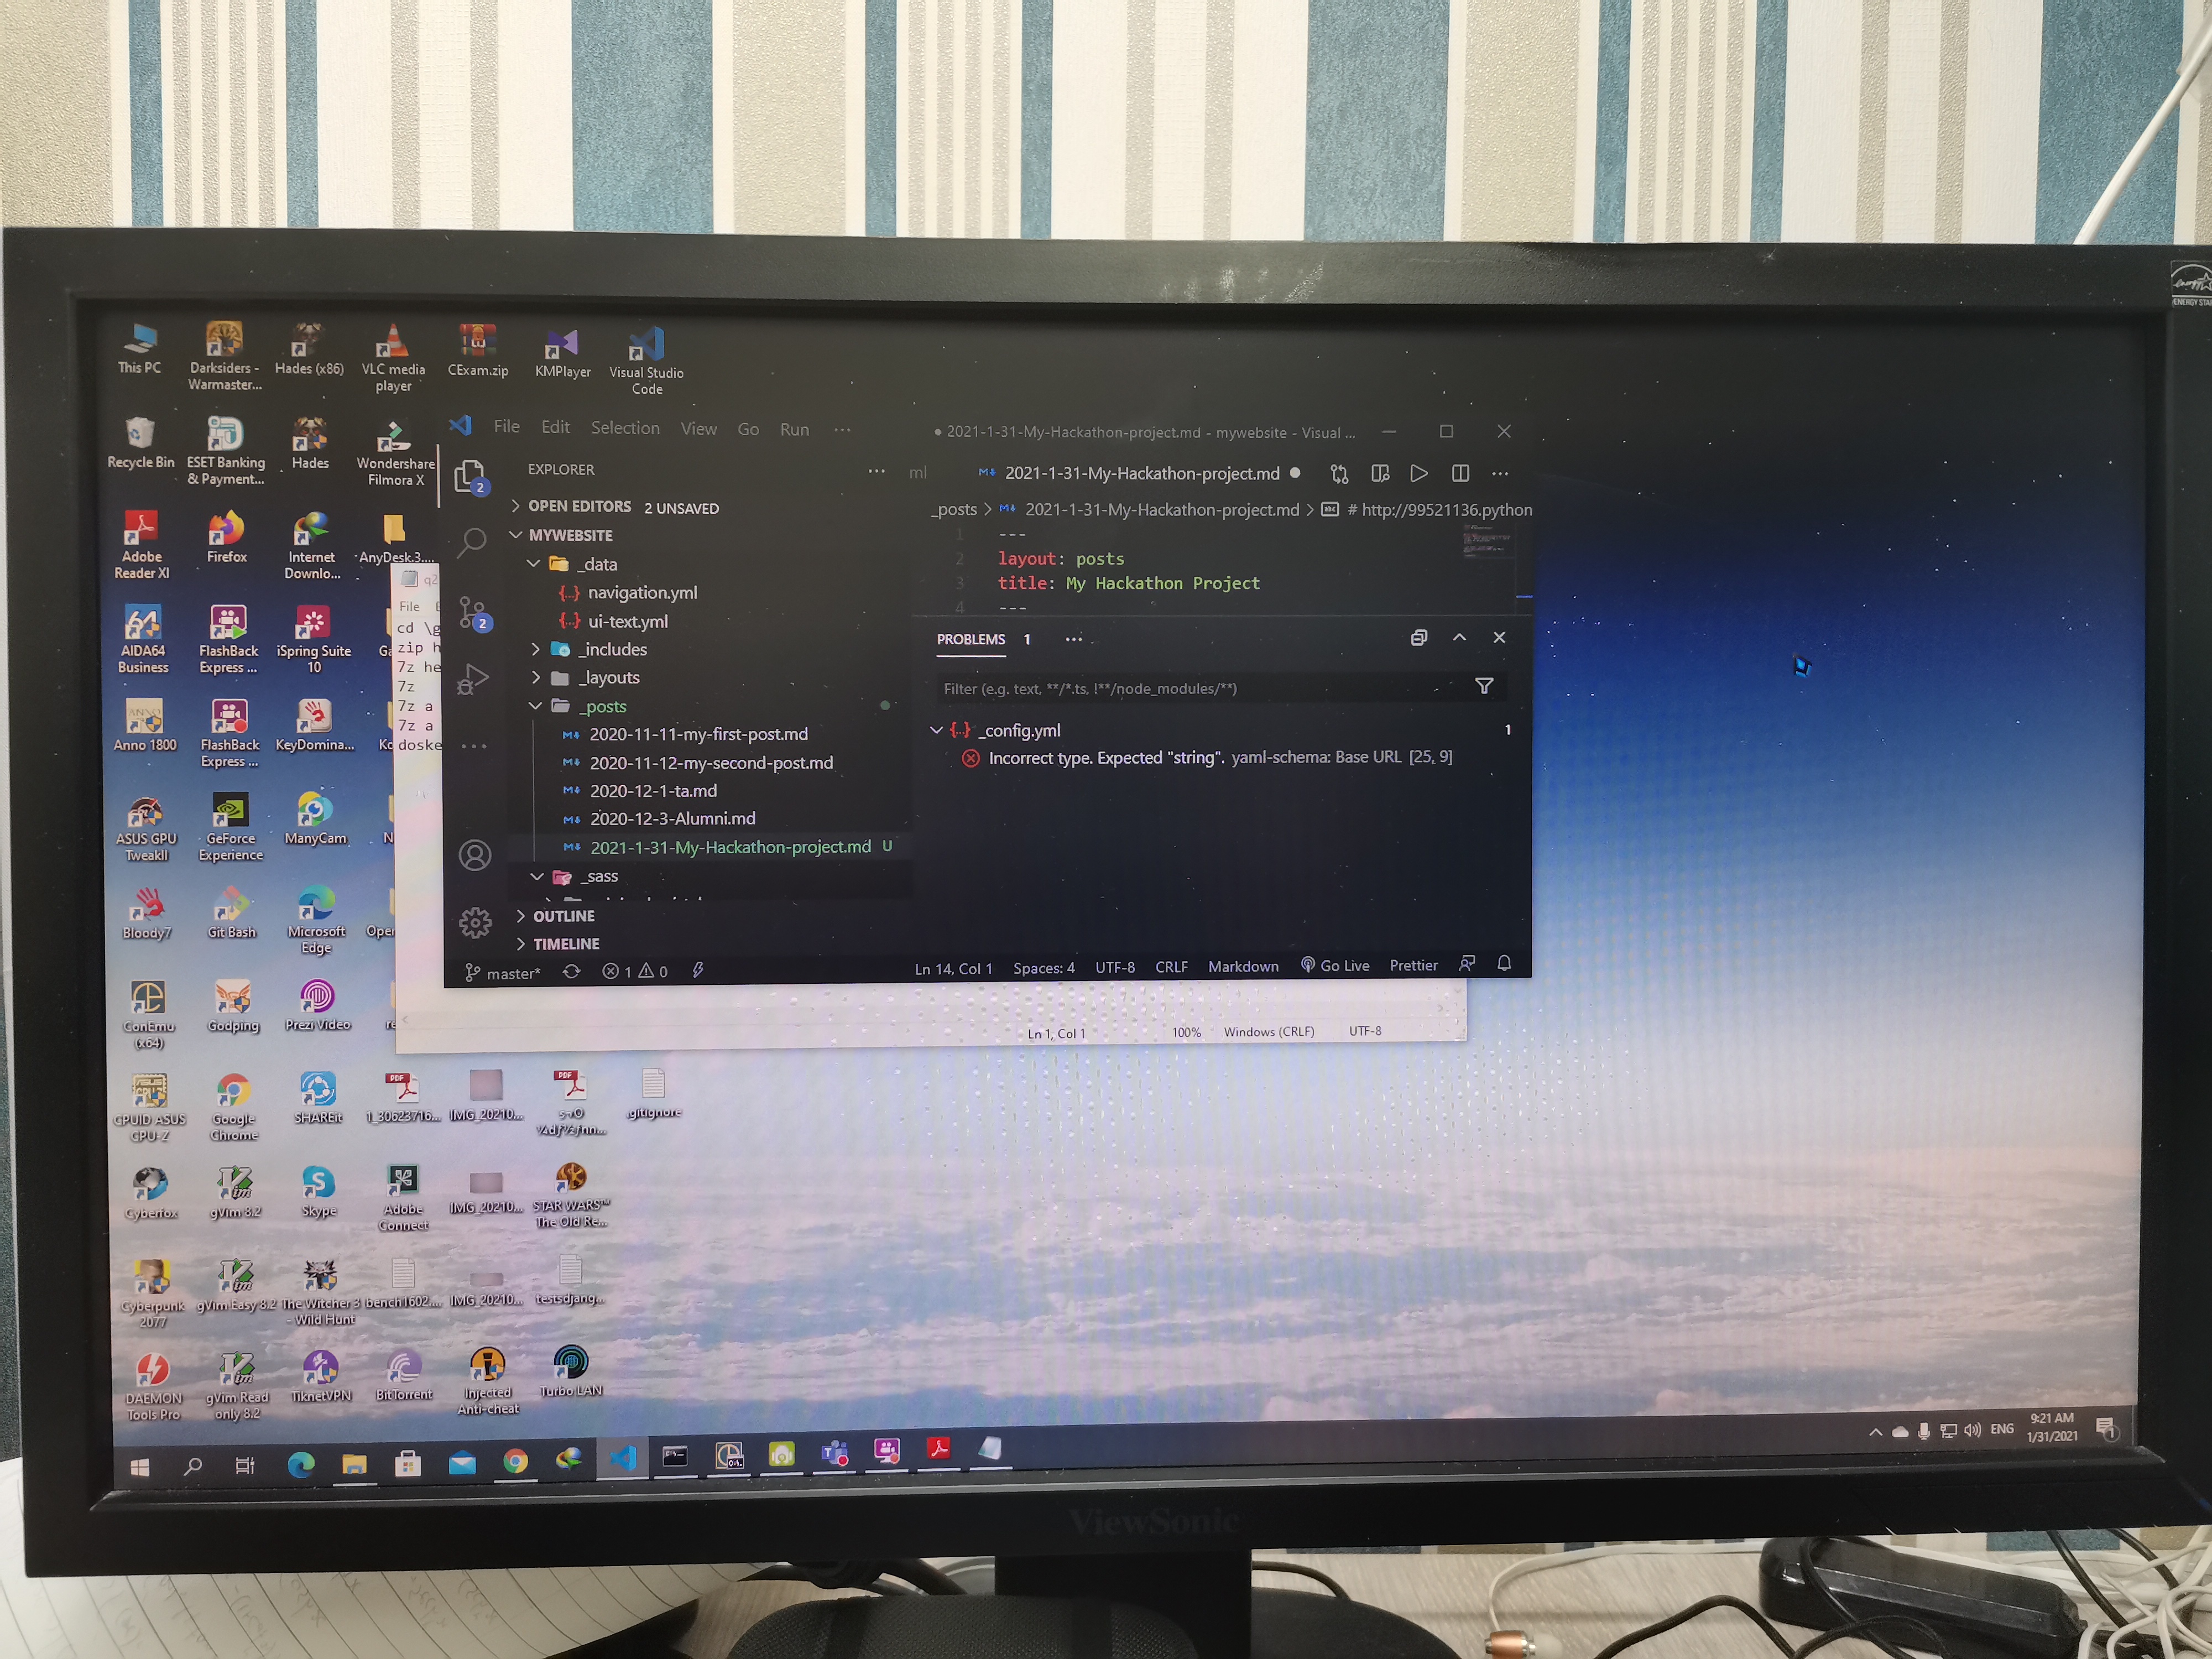 ENERGY STAR
This PC
Darksiders -
Warmaster...
Hades (x86)
VLC media
player
CExam.zip
KMPlayer
Visual Studio
Code
Recycle Bin
ESET Banking
& Payment...
Hades
Wondershare
Filmora X
Adobe
Reader XI
Firefox
Internet
Downlo...
AnyDesk.3....
AIDA64
Business
FlashBack
Express ...
iSpring Suite
10
Anno 1800
FlashBack
Express ...
KeyDomina...
ASUS GPU
TweakII
GeForce
Experience
ManyCam
Bloody7
Git Bash
Microsoft
Edge
ConEmu
(x64)
Godping
Prezi Video
CPUID ASUS
CPU-Z
Google
Chrome
SHAREit
1_30623716...
IMG_20210...
.gitignore
Cyberfox
gVim 8.2
Skype
Adobe
Connect
IMG_20210...
STAR WARS™
The Old Re...
Cyberpunk
2077
gVim Easy 8.2
The Witcher 3
- Wild Hunt
bench1602....
IMG_20210...
testsdjang...
DAEMON
Tools Pro
gVim Read
only 8.2
TiknetVPN
BitTorrent
Injected
Anti-cheat
Turbo LAN
File
cd \g
zip h
7z he
7z
7z a
7z a
doske
File Edit Selection View Go Run ...
● 2021-1-31-My-Hackathon-project.md - mywebsite - Visual ...
EXPLORER
2
2
OPEN EDITORS 2 UNSAVED
MYWEBSITE
_data
navigation.yml
ui-text.yml
_includes
_layouts
_posts
2020-11-11-my-first-post.md
2020-11-12-my-second-post.md
2020-12-1-ta.md
2020-12-3-Alumni.md
2021-1-31-My-Hackathon-project.md U
_sass
OUTLINE
TIMELINE
ml 2021-1-31-My-Hackathon-project.md ●
_posts > 2021-1-31-My-Hackathon-project.md > # http://99521136.python
1 ---
2 layout: posts
3 title: My Hackathon Project
4 ---
PROBLEMS 1 ...
Filter (e.g. text, **/*.ts, !**/node_modules/**)
_config.yml 1
Incorrect type. Expected "string". yaml-schema: Base URL [25, 9]
master* 1 0
Ln 14, Col 1 Spaces: 4 UTF-8 CRLF Markdown Go Live Prettier
Ln 1, Col 1 100% Windows (CRLF) UTF-8
ENG
9:21 AM
1/31/2021
1
ViewSonic